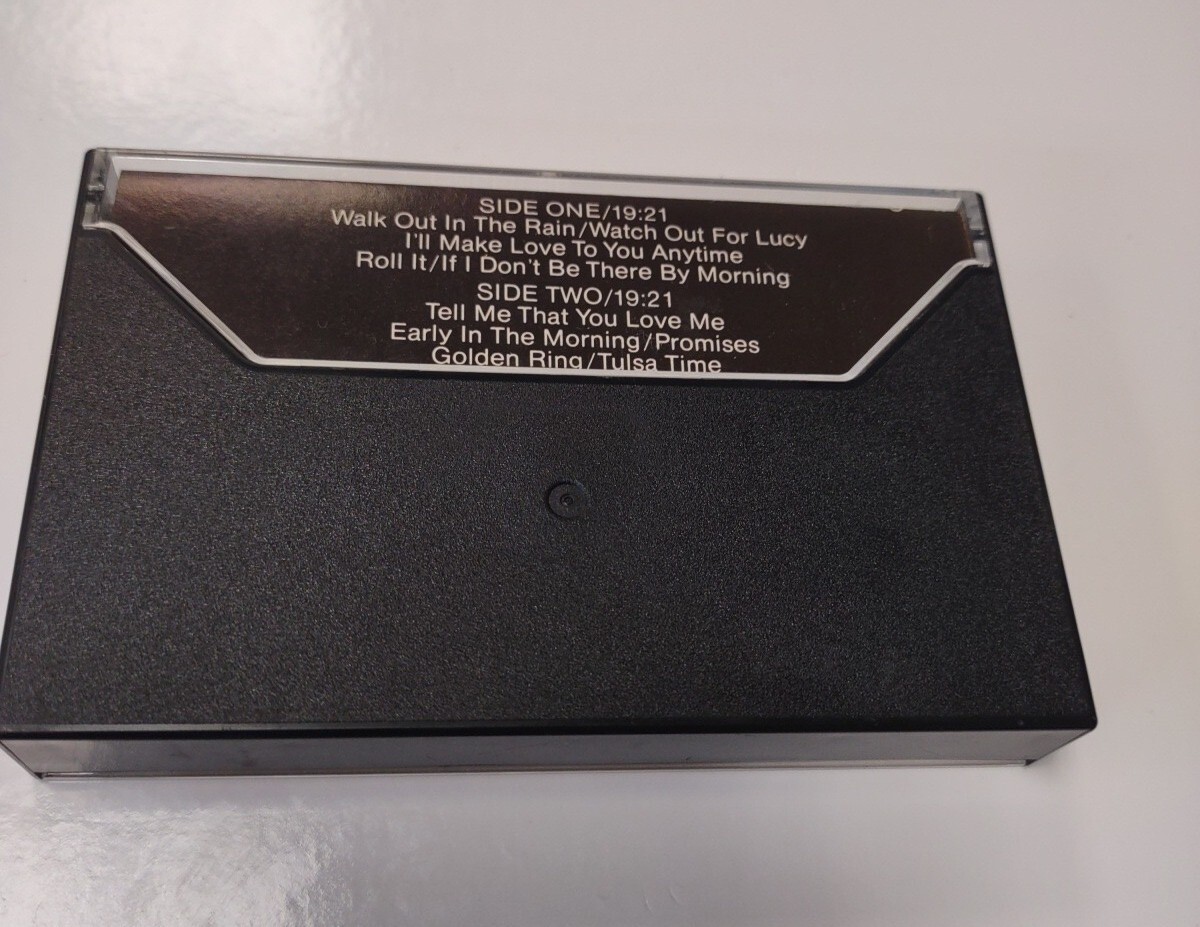 SIDE ONE/19:21
Walk Out In The Rain/Watch Out For Lucy
I'll Make Love To You Anytime
Roll It/If I Don't Be There By Morning
SIDE TWO/19:21
Tell Me That You Love Me
Early In The Morning/Promises
Golden Ring/Tulsa Time